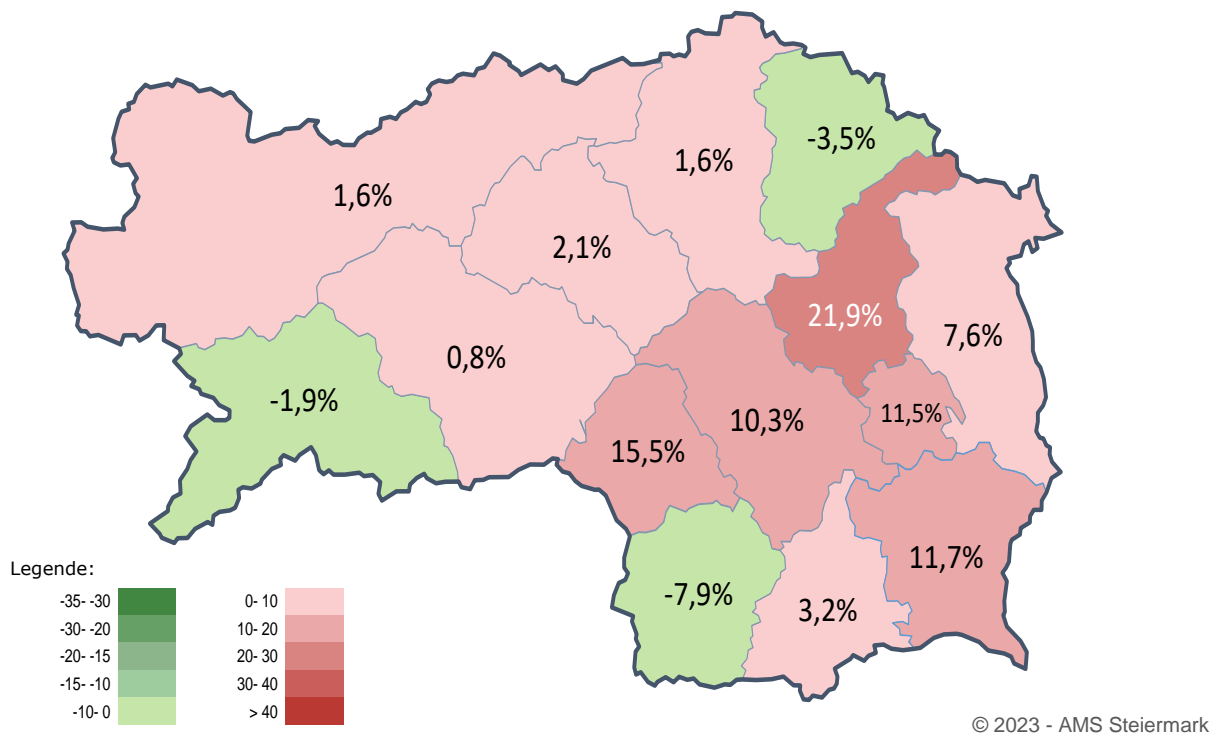 -3,5%
1,6%
1,6%
2,1%
21,9%
7,6%
0,8%
-1,9%
11,5%
10,3%
15,5%
11,7%
-7,9%
3,2%
Legende:
-35- -30 0- 10
-30- -20 10- 20
-20- -15 20- 30
-15- -10 30- 40
-10- 0 > 40
© 2023 - AMS Steiermark